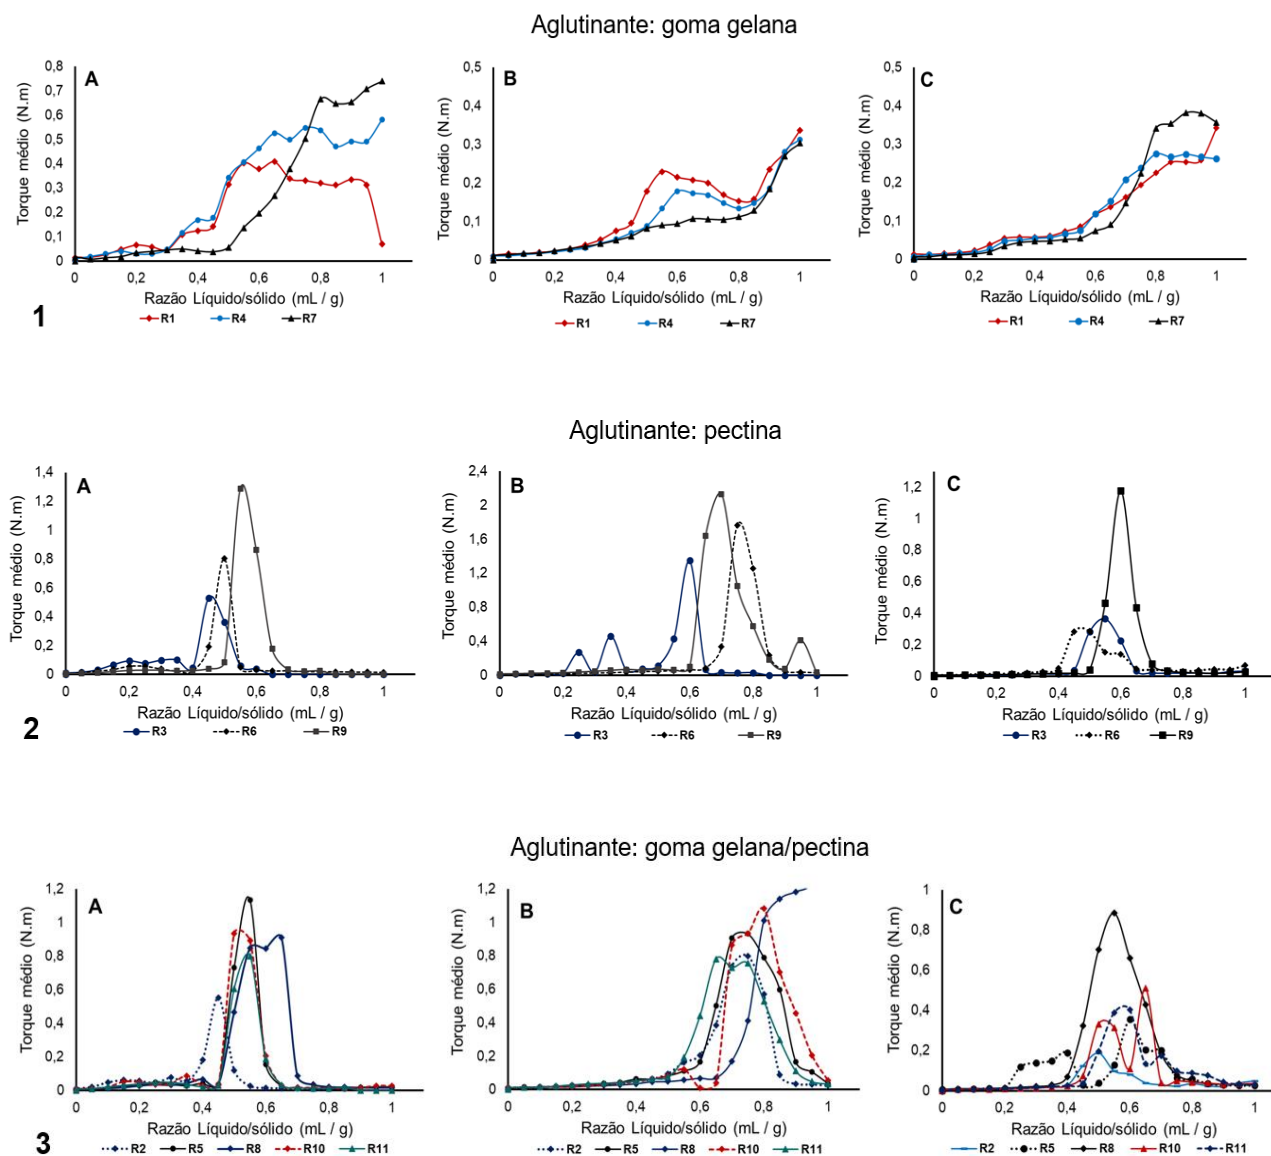 Aglutinante: goma gelana
A
Torque médio (N.m)
0,8
0,7
0,6
0,5
0,4
0,3
0,2
0,1
0
0 0,2 0,4 0,6 0,8 1
Razão Líquido/sólido (mL / g)
R1 R4 R7
B
Torque médio (N.m)
0,5
0,4
0,3
0,2
0,1
0
0 0,2 0,4 0,6 0,8 1
Razão Líquido/sólido (mL / g)
R1 R4 R7
C
Torque médio (N.m)
0,5
0,4
0,3
0,2
0,1
0
0 0,2 0,4 0,6 0,8 1
Razão Líquido/sólido (mL / g)
R1 R4 R7
1
Aglutinante: pectina
A
Torque médio (N.m)
1,4
1,2
1
0,8
0,6
0,4
0,2
0
0 0,2 0,4 0,6 0,8 1
Razão Líquido/sólido (mL / g)
R3 R6 R9
B
Torque médio (N.m)
2,4
2
1,6
1,2
0,8
0,4
0
0 0,2 0,4 0,6 0,8 1
Razão Líquido/sólido (mL / g)
R3 R6 R9
C
Torque médio (N.m)
1,2
1
0,8
0,6
0,4
0,2
0
0 0,2 0,4 0,6 0,8 1
Razão Líquido/sólido (mL / g)
R3 R6 R9
2
Aglutinante: goma gelana/pectina
A
Torque médio (N.m)
1,2
1
0,8
0,6
0,4
0,2
0
0 0,2 0,4 0,6 0,8 1
Razão Líquido/sólido (mL / g)
R2 R5 R8 R10 R11
B
Torque médio (N.m)
1,2
1
0,8
0,6
0,4
0,2
0
0 0,2 0,4 0,6 0,8 1
Razão Líquido/sólido (mL / g)
R2 R5 R8 R10 R11
C
Torque médio (N.m)
1
0,8
0,6
0,4
0,2
0
0 0,2 0,4 0,6 0,8 1
Razão Líquido/sólido (mL / g)
R2 R5 R8 R10 R11
3